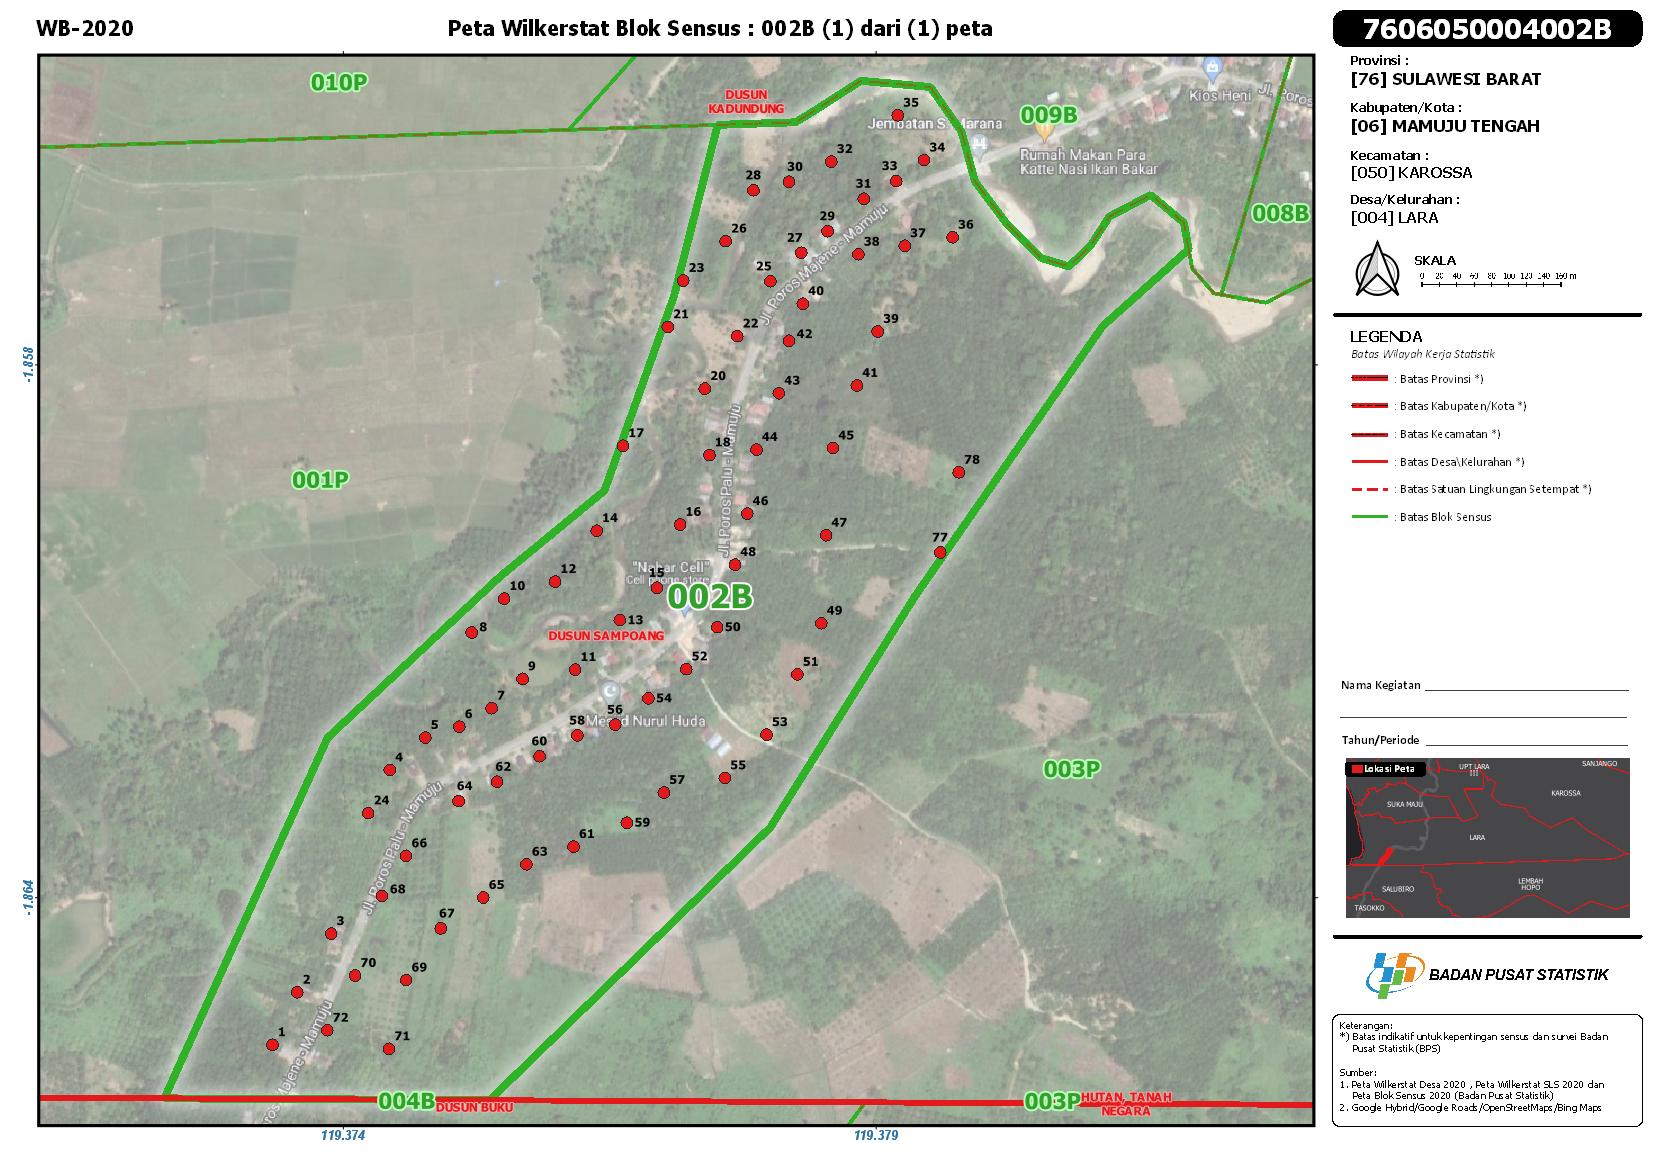 WB-2020
Peta Wilkerstat Blok Sensus : 002B (1) dari (1) peta
7606050004002B
Provinsi :
[76] SULAWESI BARAT
Kabupaten/Kota :
[06] MAMUJU TENGAH
Kecamatan :
[050] KAROSSA
Desa/Kelurahan :
[004] LARA
SKALA
0 20 40 60 80 100 120 140 160 m
LEGENDA
Batas Wilayah Kerja Statistik
: Batas Provinsi *)
: Batas Kabupaten/Kota *)
: Batas Kecamatan *)
: Batas Desa\Kelurahan *)
: Batas Satuan Lingkungan Setempat *)
: Batas Blok Sensus
Nama Kegiatan
Tahun/Periode
Lokasi Peta
UPT LARA
III
SANJANGO
SUKA MAJU
KAROSSA
LARA
SALUBIRO
LEMBAH
HOPO
TASOKKO
BADAN PUSAT STATISTIK
Keterangan:
*) Batas indikatif untuk kepentingan sensus dan survei Badan
Pusat Statistik (BPS)
Sumber:
1. Peta Wilkerstat Desa 2020 , Peta Wilkerstat SLS 2020 dan
Peta Blok Sensus 2020 (Badan Pusat Statistik)
2. Google Hybrid/Google Roads/OpenStreetMaps/Bing Maps
010P
DUSUN
KADUNDUNG
009B
008B
Kios Heni
Jl. Poros
Jembatan S. Marana
Rumah Makan Para
Katte Nasi Ikan Bakar
35
34
32
33
30
31
28
29
36
37
26
27
38
23
25
40
21
22
42
39
20
43
41
17
18
44
45
78
14
16
46
47
77
12
48
10
15
8
13
50
49
9
11
52
51
7
54
6
56
5
58
53
60
4
62
55
64
57
24
59
61
66
63
68
65
3
67
70
69
2
72
1
71
Jl. Poros Majene - Mamuju
Jl. Poros Palu - Mamuju
001P
"Nahar Cell"
Cell phone store
002B
DUSUN SAMPOANG
Mesjid Nurul Huda
003P
Jl. Poros Palu - Mamuju
oros Majene - Mamuju
004B
DUSUN BUKU
003P
HUTAN, TANAH
NEGARA
-1.858
-1.864
119.374
119.379